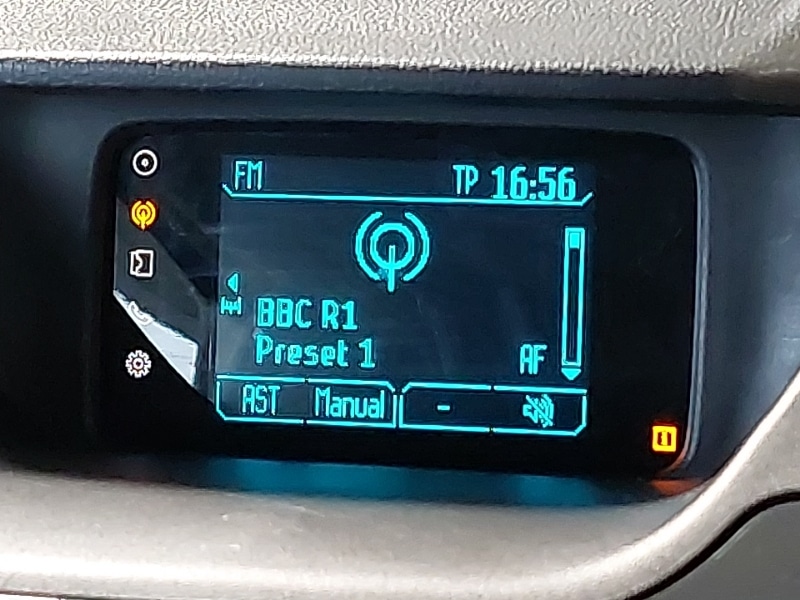 FM TP 16:56
BBC R1
Preset 1 AF
AST Manual -